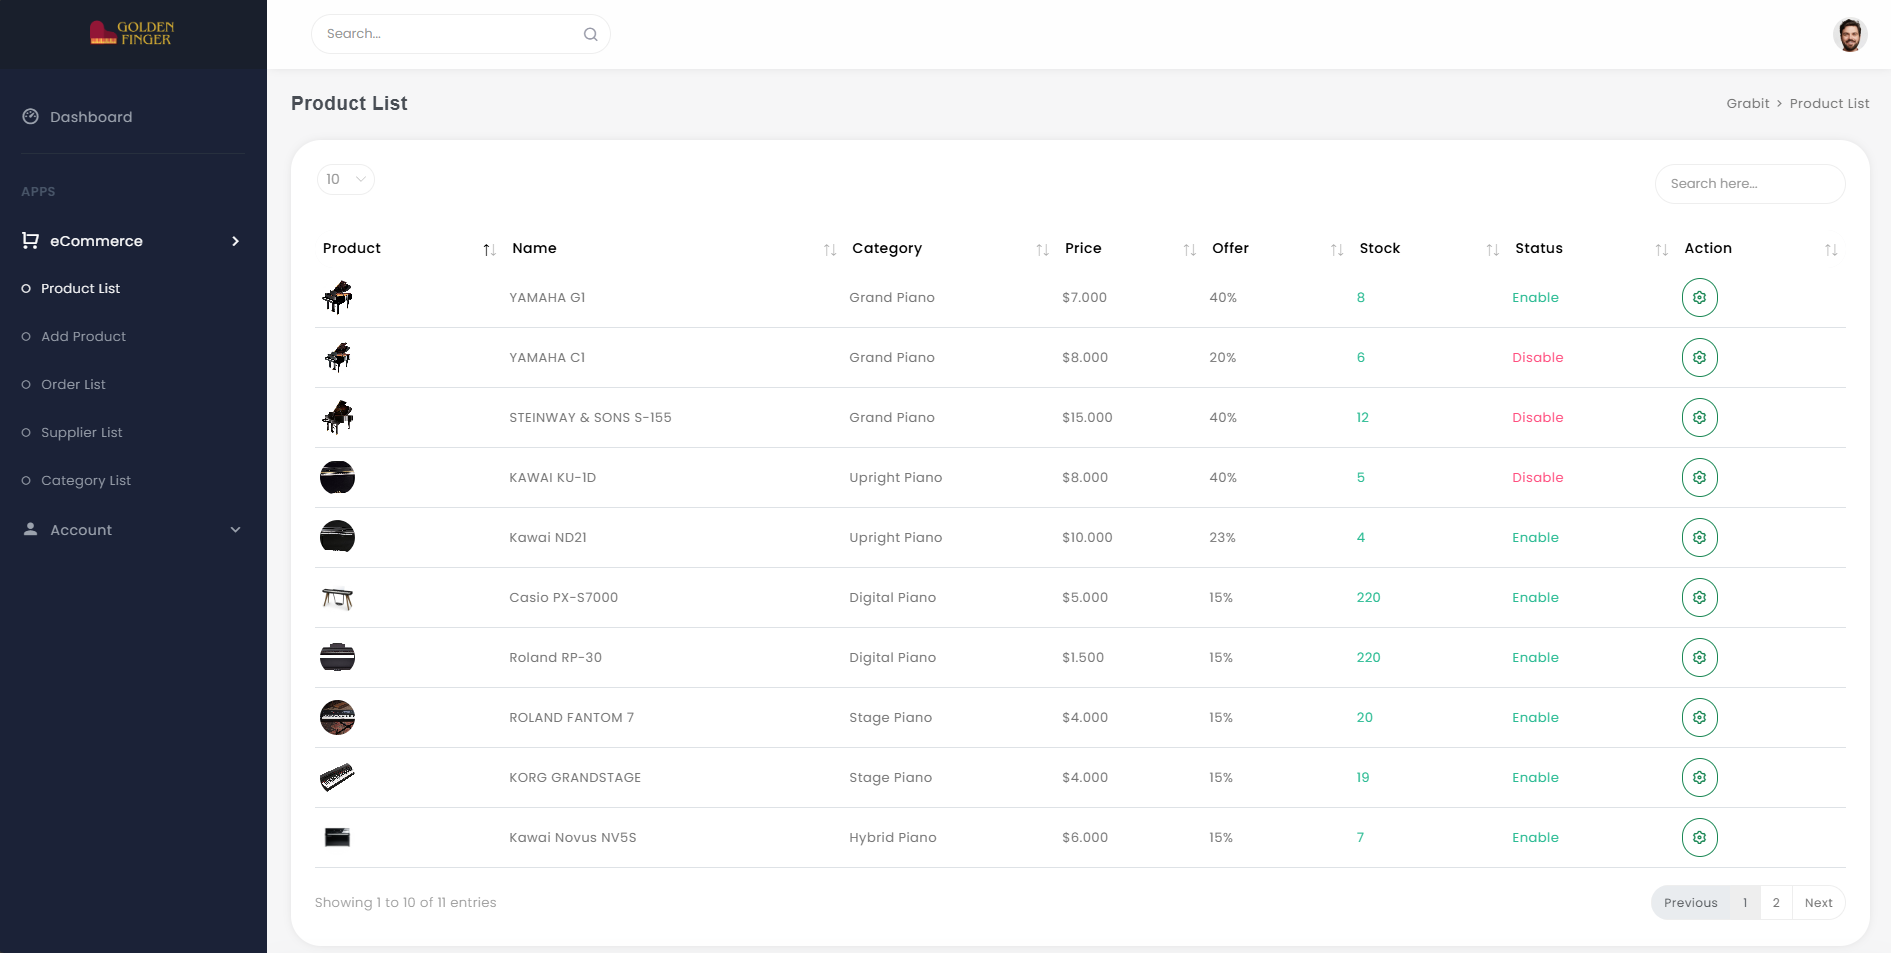 GOLDEN
FINGER
Search...
Dashboard
APPS
eCommerce
Product List
Add Product
Order List
Supplier List
Category List
Account
Product List
Grabit > Product List
10
Search here...
Product Name Category Price Offer Stock Status Action
YAMAHA G1 Grand Piano $7.000 40% 8 Enable
YAMAHA C1 Grand Piano $8.000 20% 6 Disable
STEINWAY & SONS S-155 Grand Piano $15.000 40% 12 Disable
KAWAI KU-1D Upright Piano $8.000 40% 5 Disable
Kawai ND21 Upright Piano $10.000 23% 4 Enable
Casio PX-S7000 Digital Piano $5.000 15% 220 Enable
Roland RP-30 Digital Piano $1.500 15% 220 Enable
ROLAND FANTOM 7 Stage Piano $4.000 15% 20 Enable
KORG GRANDSTAGE Stage Piano $4.000 15% 19 Enable
Kawai Novus NV5S Hybrid Piano $6.000 15% 7 Enable
Showing 1 to 10 of 11 entries
Previous 1 2 Next